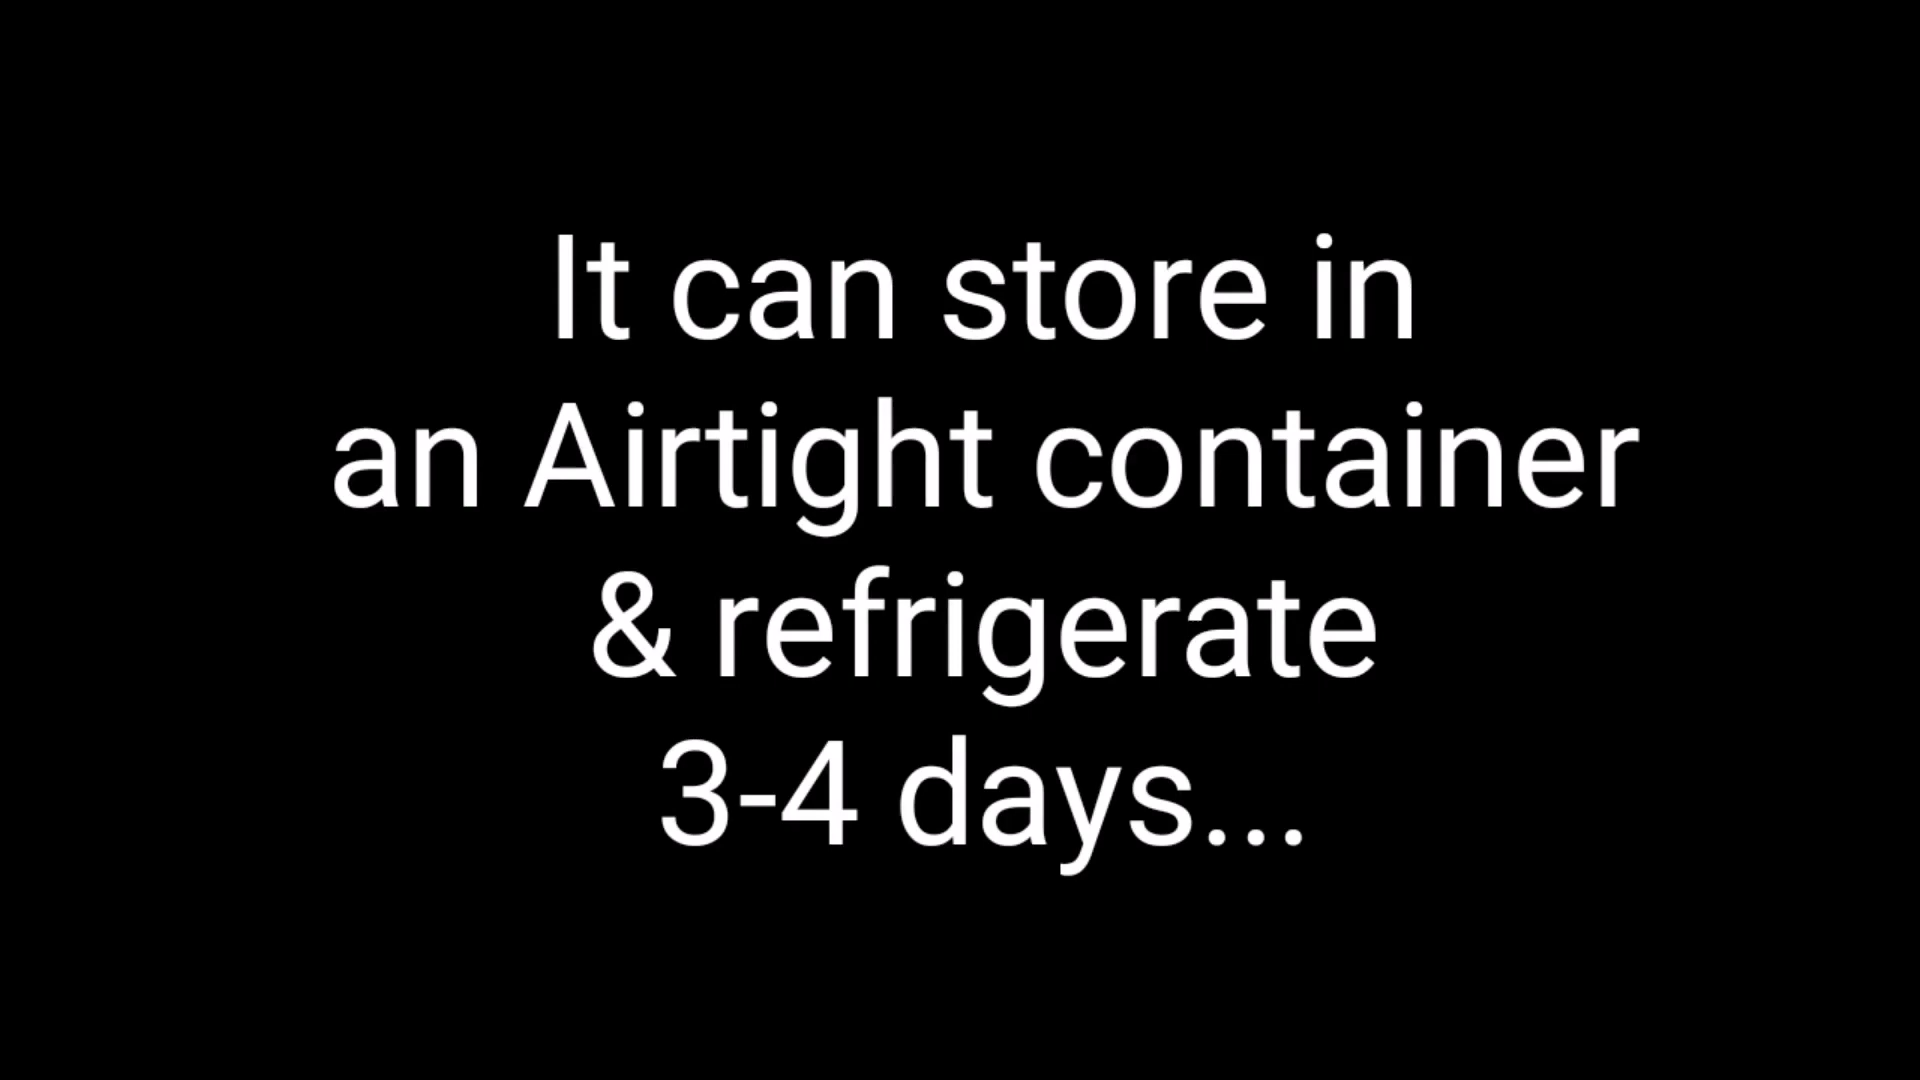 It can store in
an Airtight container
& refrigerate
3-4 days...